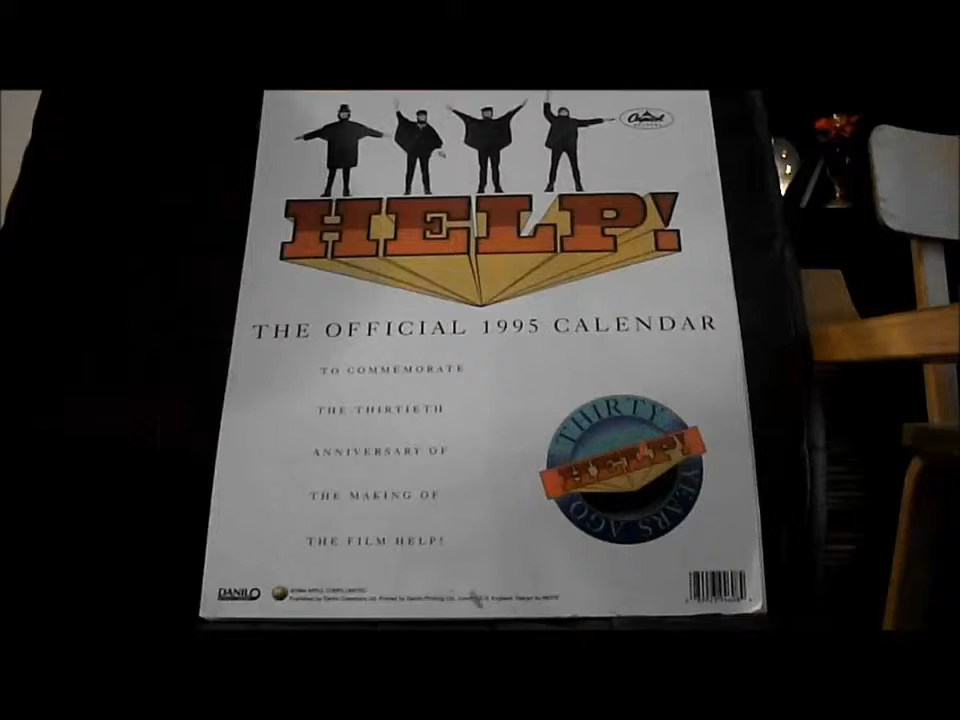 Capitol
HELP!
THE OFFICIAL 1995 CALENDAR
TO COMMEMORATE
THE THIRTIETH
ANNIVERSARY OF
THE MAKING OF
THE FILM HELP!
THIRTY
HELP!
YEARS AGO
DANILO